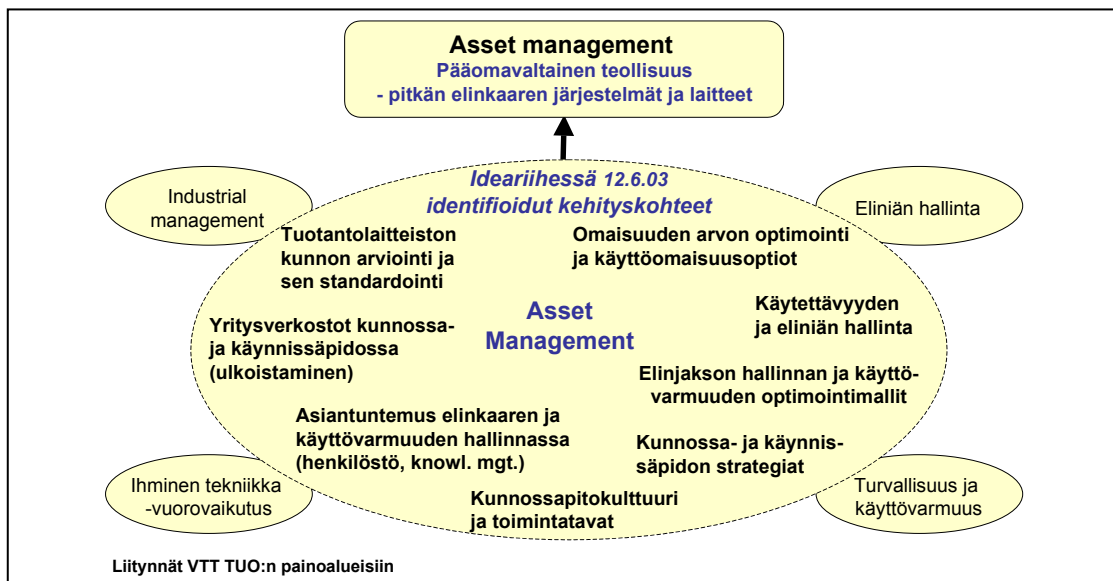 Asset management
Pääomavaltainen teollisuus
- pitkän elinkaaren järjestelmät ja laitteet
Industrial
management
Ideariihessä 12.6.03
identifioidut kehityskohteet
Eliniän hallinta
Tuotantolaitteiston
kunnon arviointi ja
sen standardointi
Omaisuuden arvon optimointi
ja käyttöomaisuusoptiot
Asset
Management
Käytettävyyden
ja eliniän hallinta
Yritysverkostot kunnossa-
ja käynnissäpidossa
(ulkoistaminen)
Elinjakson hallinnan ja käyttö-
varmuuden optimointimallit
Asiantuntemus elinkaaren ja
käyttövarmuuden hallinnassa
(henkilöstö, knowl. mgt.)
Kunnossa- ja käynnis-
säpidon strategiat
Kunnossapitokulttuuri
ja toimintatavat
Ihminen tekniikka
-vuorovaikutus
Turvallisuus ja
käyttövarmuus
Liitynnät VTT TUO:n painoalueisiin